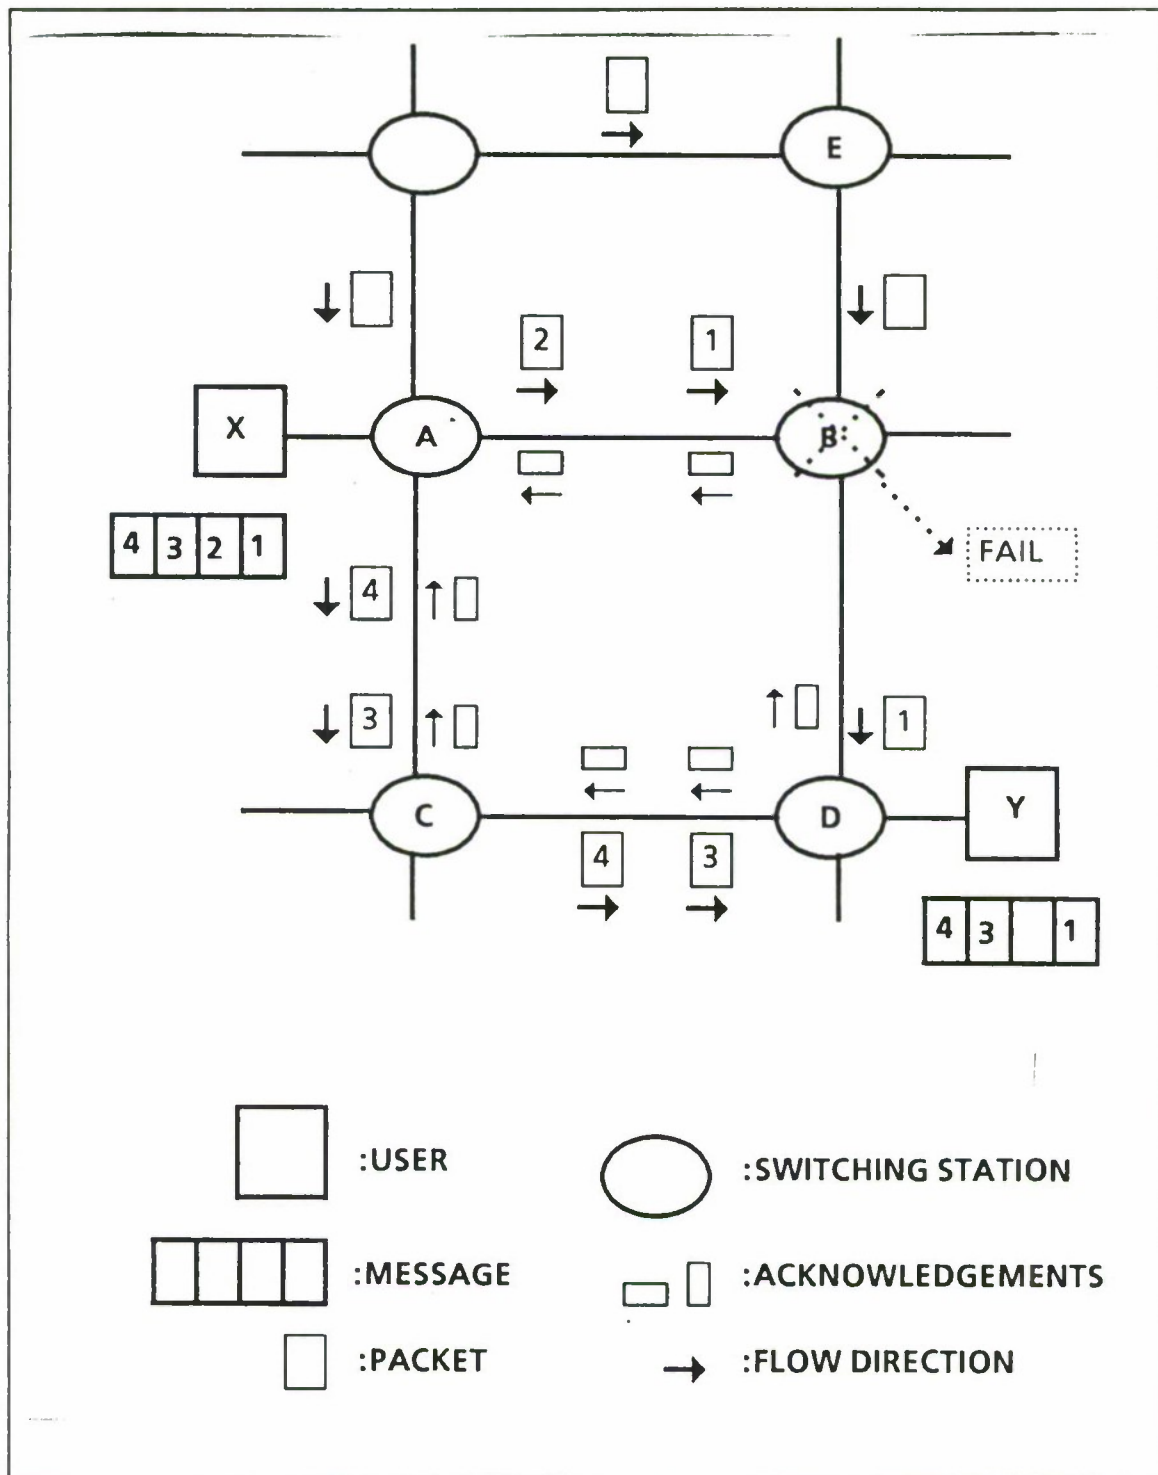 E
2 1
X A B
4 3 2 1
FAIL
4
3 1
C D Y
4 3
4 3 1
:USER :SWITCHING STATION
:MESSAGE :ACKNOWLEDGEMENTS
:PACKET :FLOW DIRECTION